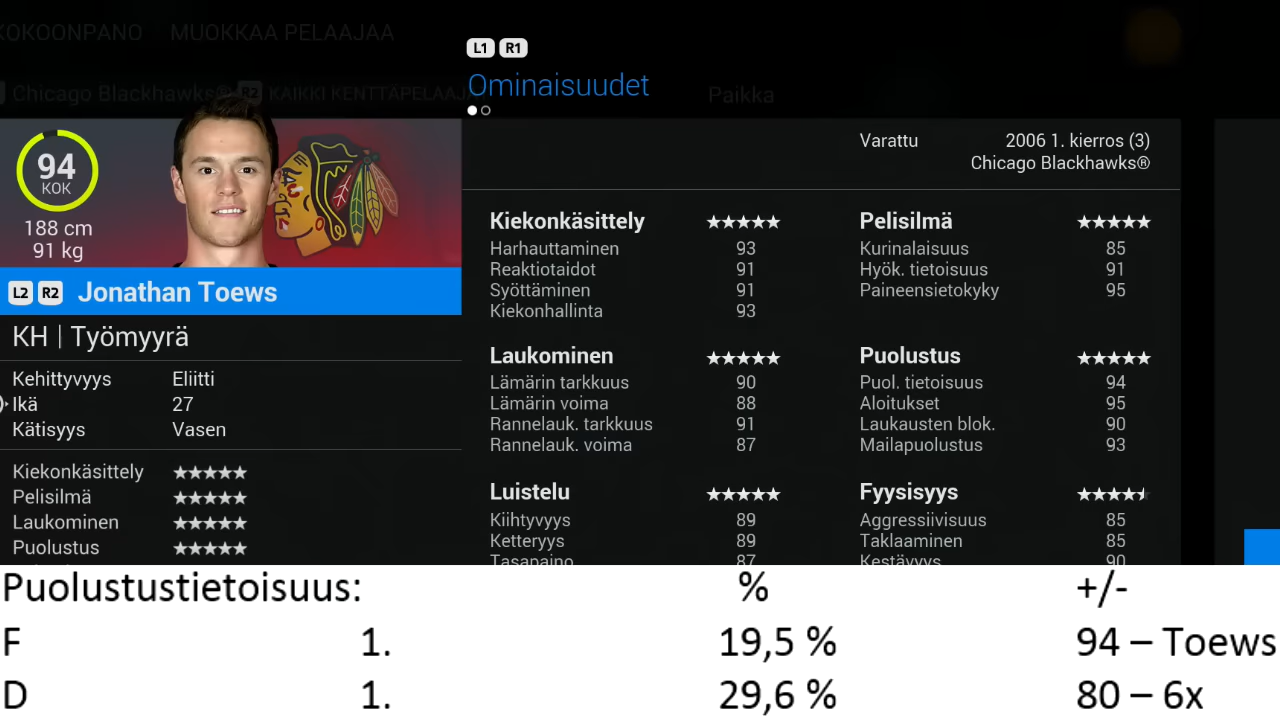 KOKOONPANO MUOKKAA PELAAJAA
L1 R1
Ominaisuudet
Chicago Blackhawks® R2 KAIKKI KENTTÄPELAAJ
Paikka
94
KOK
188 cm
91 kg
L2 R2 Jonathan Toews
KH | Työmyyrä
Kehittyvyys Eliitti
Ikä 27
Kätisyys Vasen
Kiekonkäsittely ★★★★★
Pelisilmä ★★★★★
Laukominen ★★★★★
Puolustus ★★★★★
Varattu 2006 1. kierros (3)
Chicago Blackhawks®
Kiekonkäsittely ★★★★★
Harhauttaminen 93
Reaktiotaidot 91
Syöttäminen 91
Kiekonhallinta 93
Pelisilmä ★★★★★
Kurinalaisuus 85
Hyök. tietoisuus 91
Paineensietokyky 95
Laukominen ★★★★★
Lämärin tarkkuus 90
Lämärin voima 88
Rannelauk. tarkkuus 91
Rannelauk. voima 87
Puolustus ★★★★★
Puol. tietoisuus 94
Aloitukset 95
Laukausten blok. 90
Mailapuolustus 93
Luistelu ★★★★★
Kiihtyvyys 89
Ketteryys 89
Tasapaino 87
Fyysisyys
Aggressiivisuus 85
Taklaaminen 85
Kestävyys 90
Puolustustietoisuus: % +/-
F 1. 19,5 % 94 – Toews
D 1. 29,6 % 80 – 6x